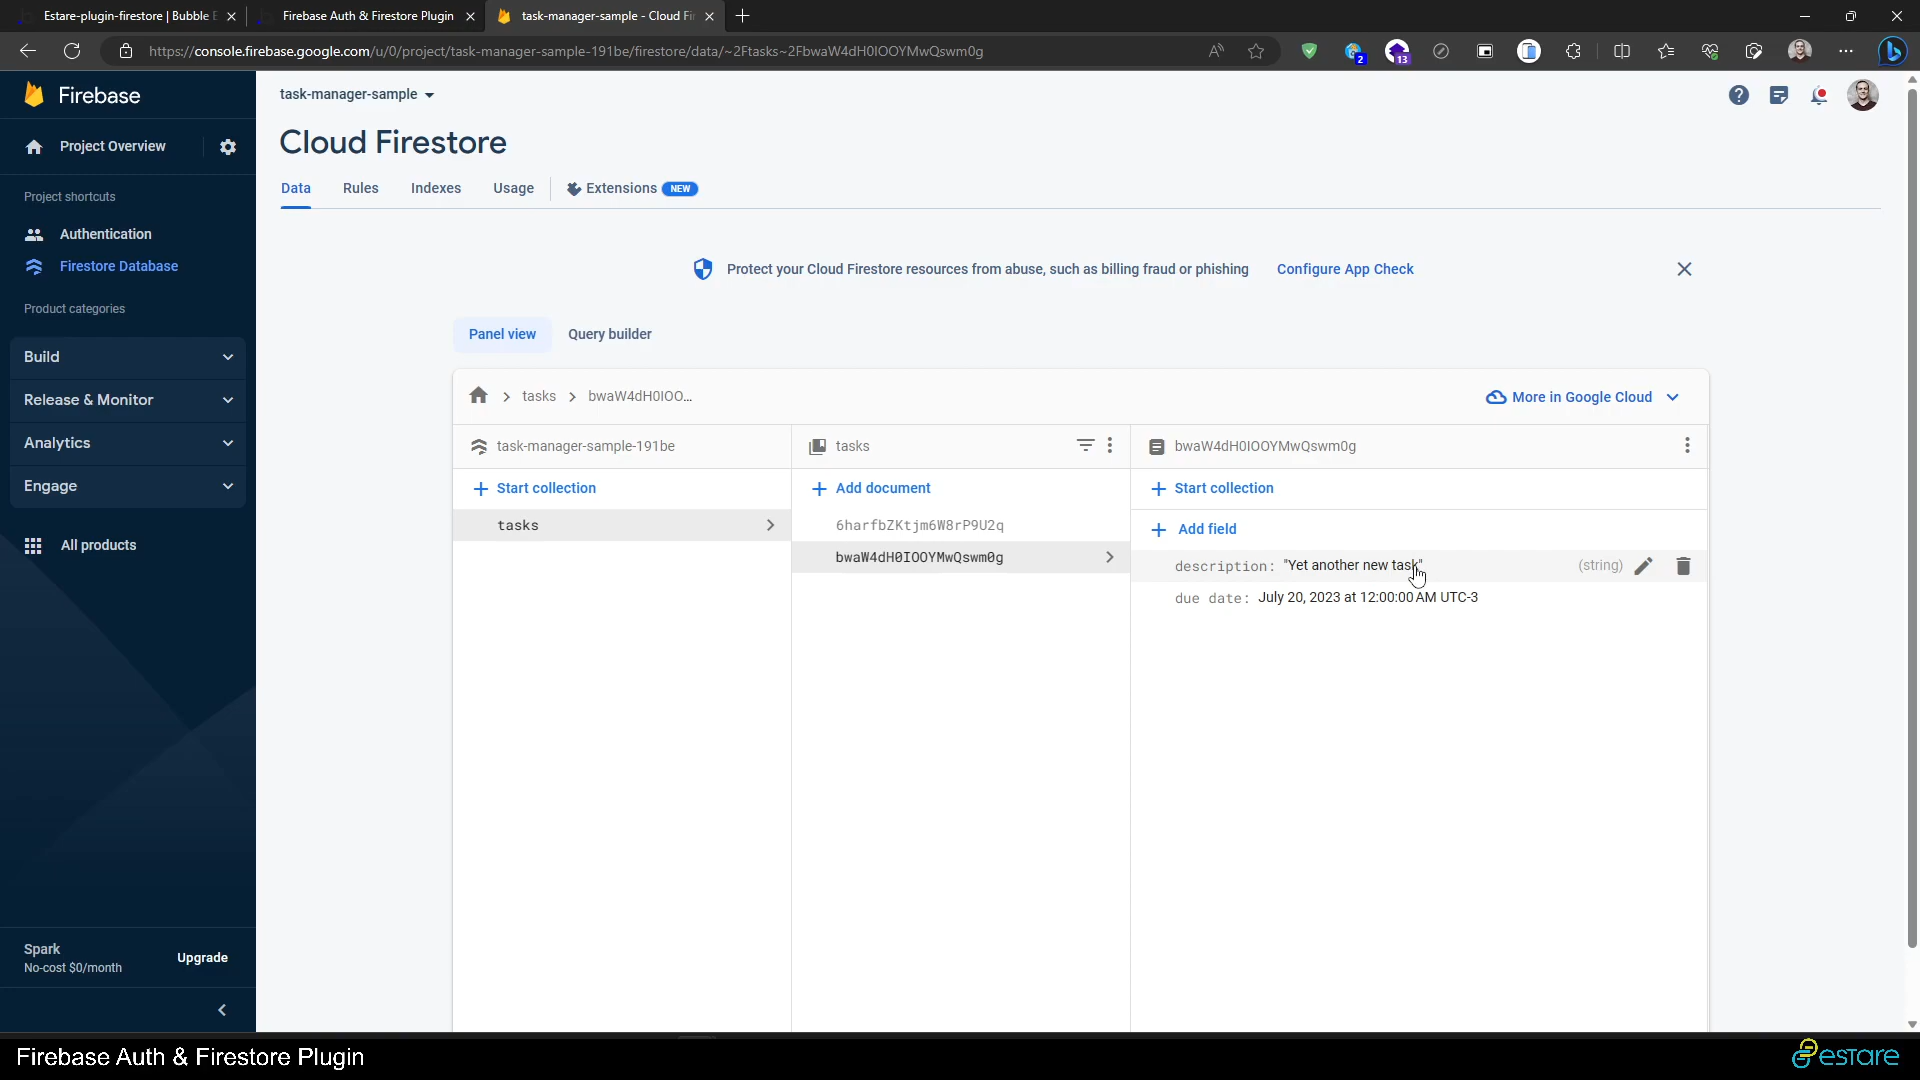 Estare-plugin-firestore | Bubble E
Firebase Auth & Firestore Plugin
task-manager-sample - Cloud Fir
https://console.firebase.google.com/u/0/project/task-manager-sample-191be/firestore/data/~2Ftasks~2FbwaW4dH0IOOYMwQswm0g
2
13
Firebase
task-manager-sample
Cloud Firestore
Project Overview
Data
Rules
Indexes
Usage
Extensions
NEW
Project shortcuts
Authentication
Firestore Database
Protect your Cloud Firestore resources from abuse, such as billing fraud or phishing
Configure App Check
Product categories
Build
Release & Monitor
Analytics
Engage
All products
Panel view
Query builder
tasks
bwaW4dH0IOO...
More in Google Cloud
task-manager-sample-191be
tasks
bwaW4dH0IOOYMwQswm0g
Start collection
Add document
Start collection
tasks
6harfbZKtjm6W8rP9U2q
bwaW4dH0IOOYMwQswm0g
Add field
description: "Yet another new task"
(string)
due date: July 20, 2023 at 12:00:00 AM UTC-3
Spark
No-cost $0/month
Upgrade
Firebase Auth & Firestore Plugin
estare